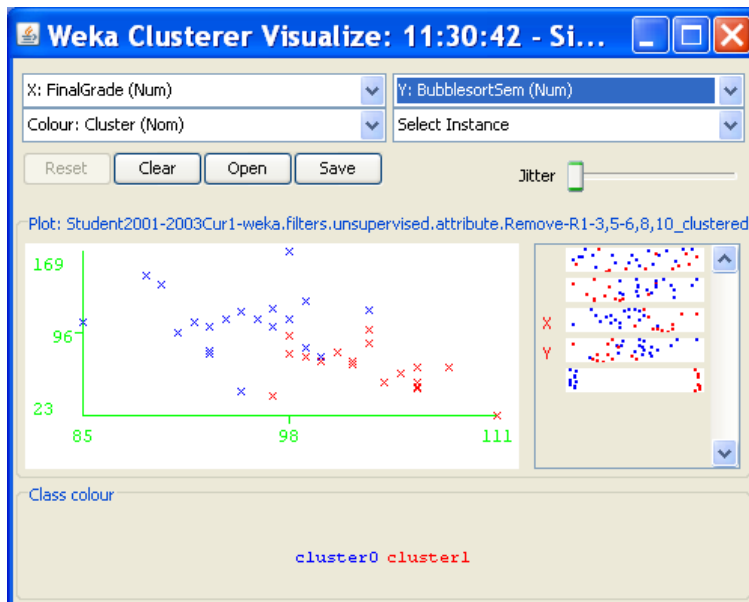 Weka Clusterer Visualize: 11:30:42 - Si...
X: FinalGrade (Num) Y: BubblesortSem (Num)
Colour: Cluster (Nom) Select Instance
Reset Clear Open Save Jitter
Plot: Student2001-2003Cur1-weka.filters.unsupervised.attribute.Remove-R1-3,5-6,8,10_clustered
169
96
23
85 98 111
X
Y
Class colour
cluster0 cluster1